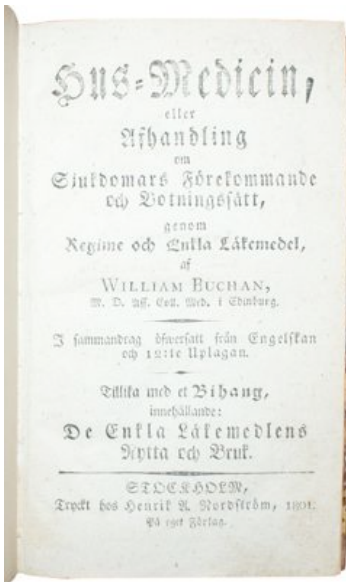 Hus-Medicin,
eller
Afhandling
om
Sjukdomars Förekommande
och Botningssätt,
genom
Regime och Enkla Läkemedel,
af
WILLIAM BUCHAN,
M. D. Ass. Coll. Med. i Edinburg.
I sammandrag öfwersatt från Engelskan
och 12:te Uplagan.
Tillika med et Bihang,
innehållande:
De Enkla Läkemedlens
Nytta och Bruk.
STOCKHOLM,
Tryckt hos Henrik A. Nordström, 1801.
På eget Förlag.